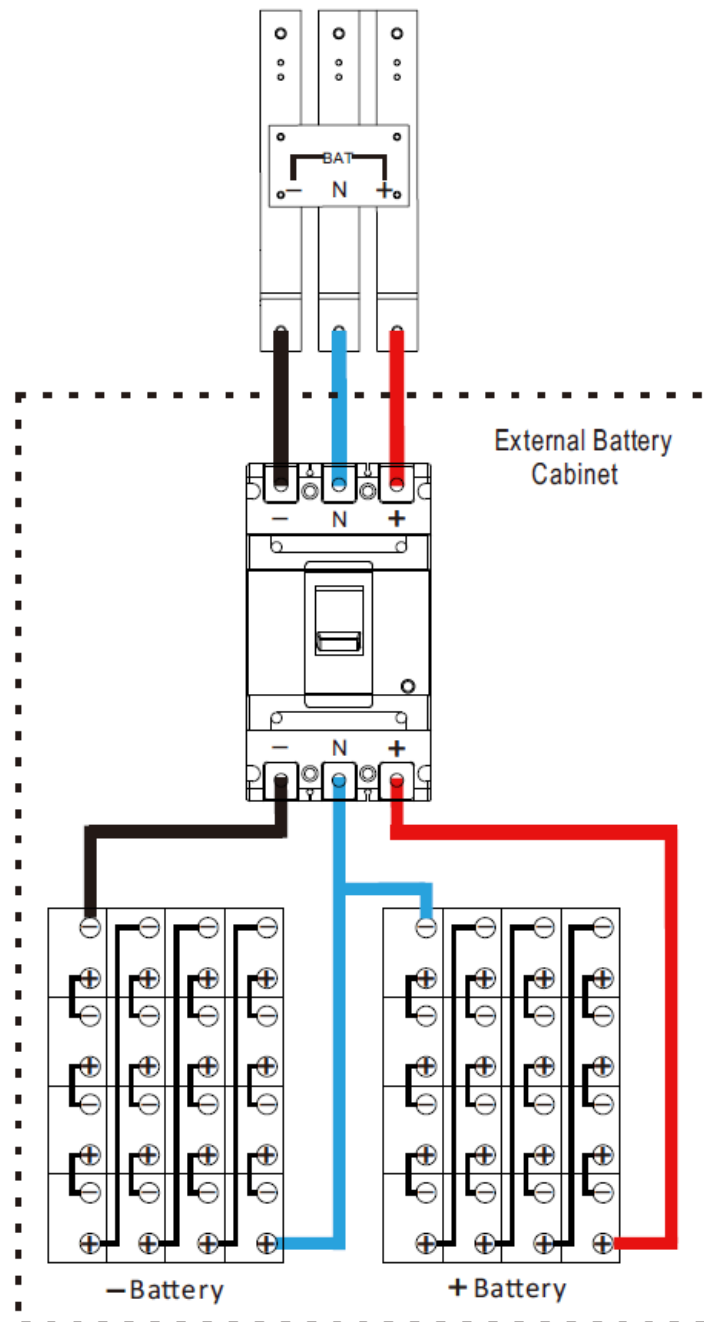 BAT
− N +
External Battery
Cabinet
− N +
− N +
− +
− − − −
+ + + +
− − − −
+ + + +
− − − −
+ + + +
− − − −
+ + + +
− − − −
+ + + +
− − − −
+ + + +
− − − −
+ + + +
− − − −
+ + + +
−Battery
+Battery